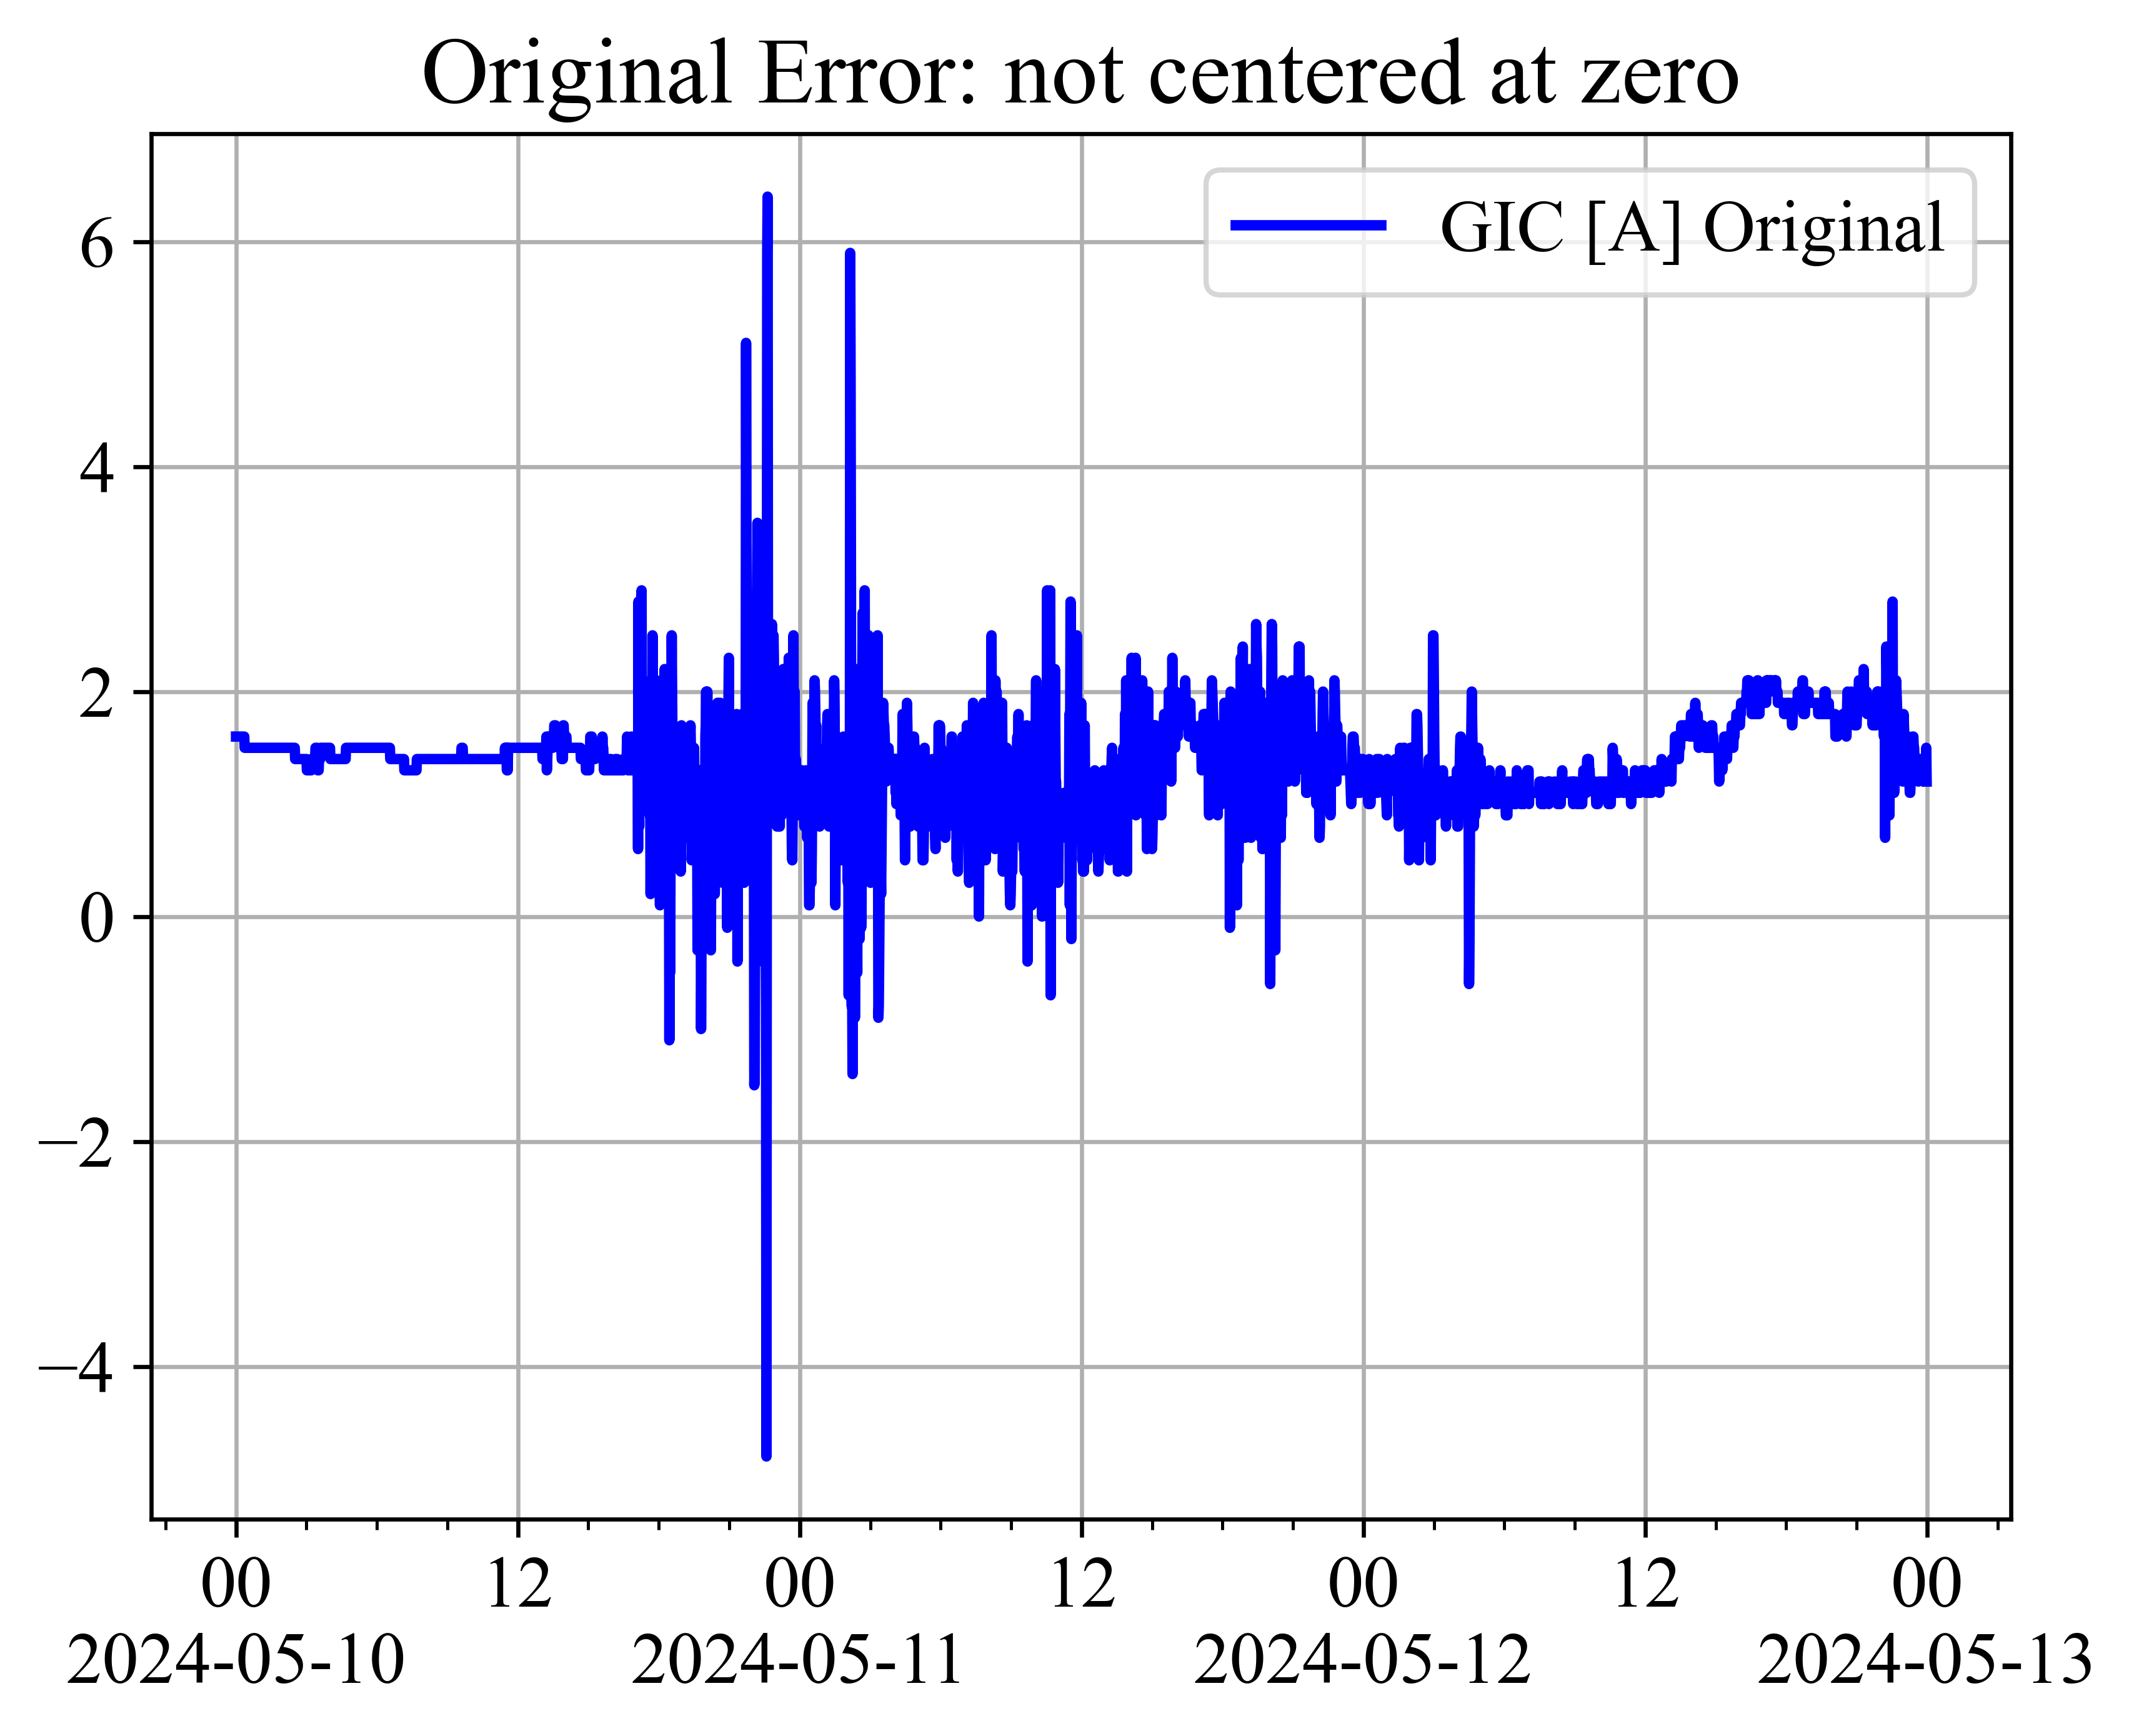 Original Error: not centered at zero
GIC [A] Original
6
4
2
0
−2
−4
00 12 00 12 00 12 00
2024-05-10 2024-05-11 2024-05-12 2024-05-13